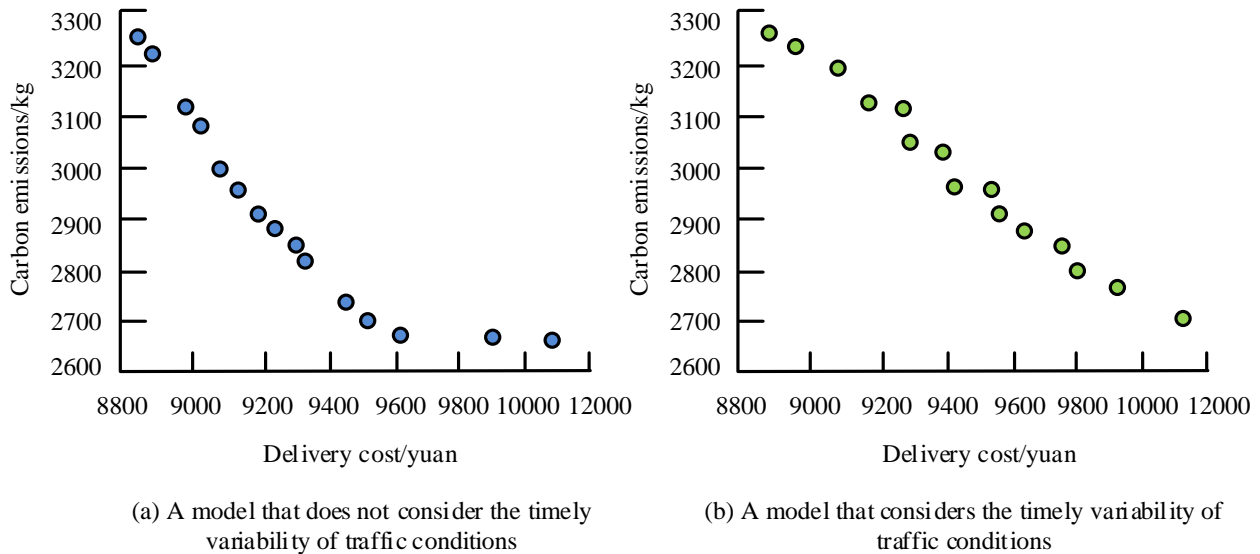 3300
3200
3100
3000
2900
2800
2700
2600
Carbon emissions/kg
8800 9000 9200 9400 9600 9800 10000 12000
Delivery cost/yuan
(a) A model that does not consider the timely
variability of traffic conditions
3300
3200
3100
3000
2900
2800
2700
2600
Carbon emissions/kg
8800 9000 9200 9400 9600 9800 10000 12000
Delivery cost/yuan
(b) A model that considers the timely variability of
traffic conditions